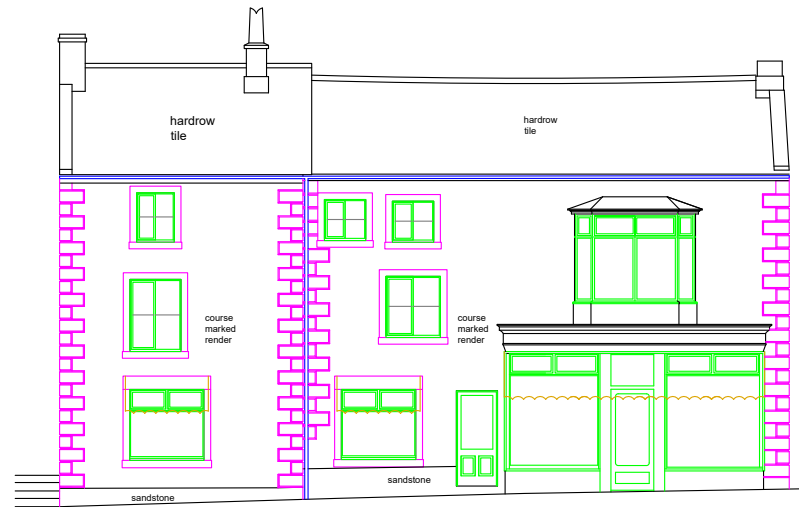 hardrow
tile
hardrow
tile
course
marked
render
course
marked
render
sandstone
sandstone